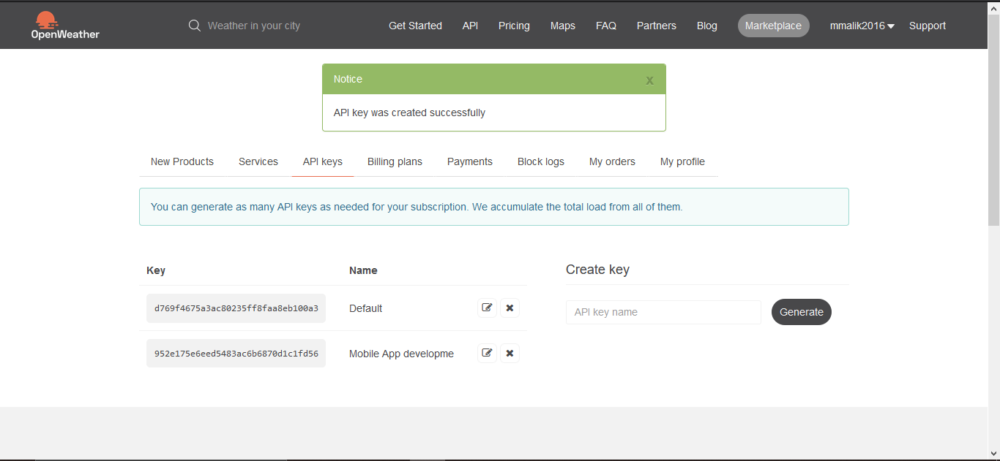 OpenWeather
Weather in your city
Get Started API Pricing Maps FAQ Partners Blog Marketplace mmalik2016 Support
Notice x
API key was created successfully
New Products Services API keys Billing plans Payments Block logs My orders My profile
You can generate as many API keys as needed for your subscription. We accumulate the total load from all of them.
Key Name
d769f4675a3ac80235ff8faa8eb100a3 Default
952e175e6eed5483ac6b6870d1c1fd56 Mobile App developme
Create key
API key name Generate